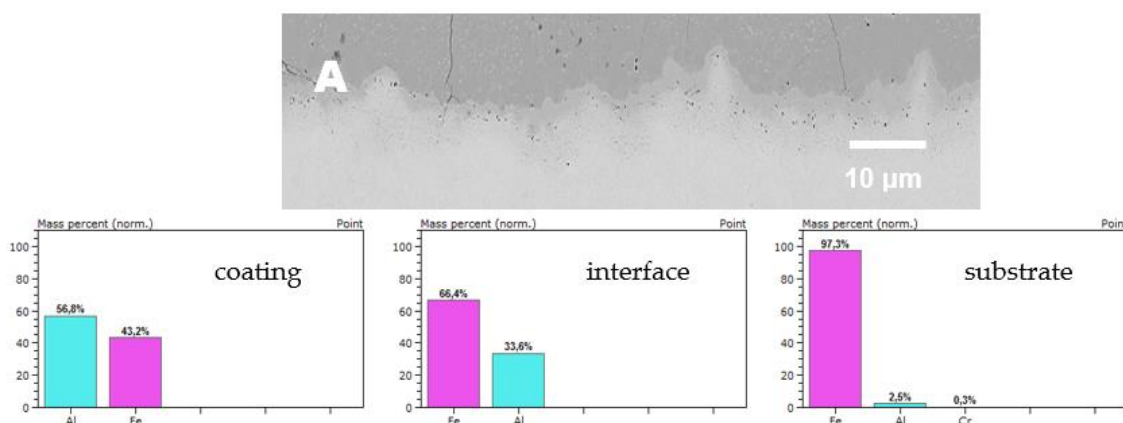 A
10 µm
Mass percent (norm.) Point
100
80
60
40
20
0
56,8%
43,2%
coating
Al Fe
Mass percent (norm.) Point
100
80
60
40
20
0
66,4%
33,6%
interface
Fe Al
Mass percent (norm.) Point
100
80
60
40
20
0
97,3%
2,5%
0,3%
substrate
Fe Al Cr